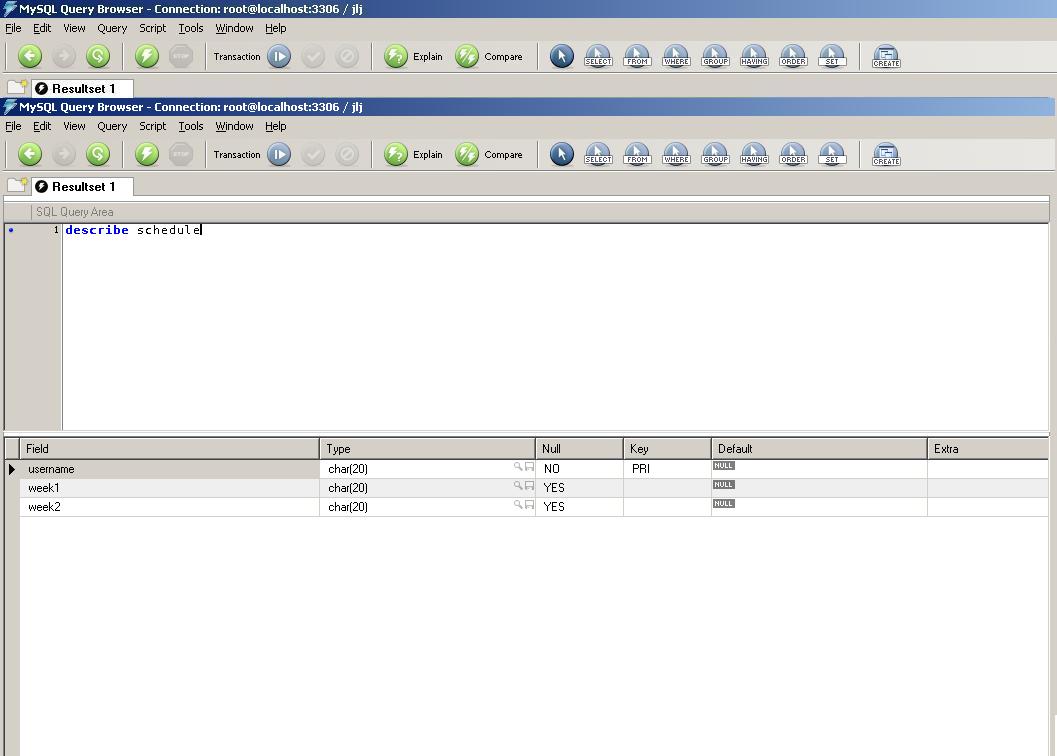 MySQL Query Browser - Connection: root@localhost:3306 / jlj
File Edit View Query Script Tools Window Help
STOP Transaction Explain Compare SELECT FROM WHERE GROUP HAVING ORDER SET CREATE
Resultset 1
MySQL Query Browser - Connection: root@localhost:3306 / jlj
File Edit View Query Script Tools Window Help
STOP Transaction Explain Compare SELECT FROM WHERE GROUP HAVING ORDER SET CREATE
Resultset 1
SQL Query Area
1 describe schedule
Field Type Null Key Default Extra
username char(20) NO PRI NULL
week1 char(20) YES NULL
week2 char(20) YES NULL